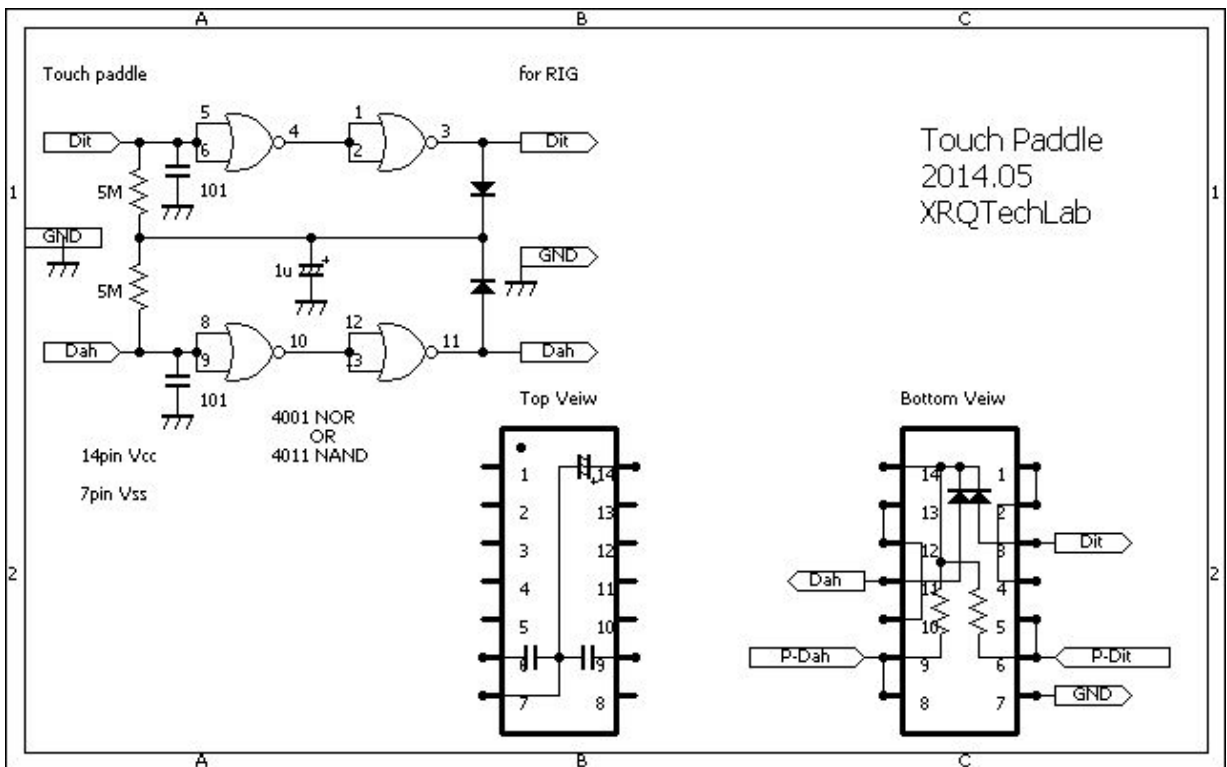 A B C
Touch paddle
for RIG
5
6
4
1
2
3
Dit
Dit
5M
101
1
1
GND
1u
+
GND
5M
8
9
10
12
13
11
Dah
Dah
101
4001 NOR
OR
4011 NAND
14pin Vcc
7pin Vss
Touch Paddle
2014.05
XRQTechLab
Top Veiw
1
2
3
4
5
6
7
14
+
13
12
11
10
9
8
Bottom Veiw
14
13
12
11
10
9
8
1
2
3
4
5
6
7
Dit
Dah
P-Dah
P-Dit
GND
2
2
A B C